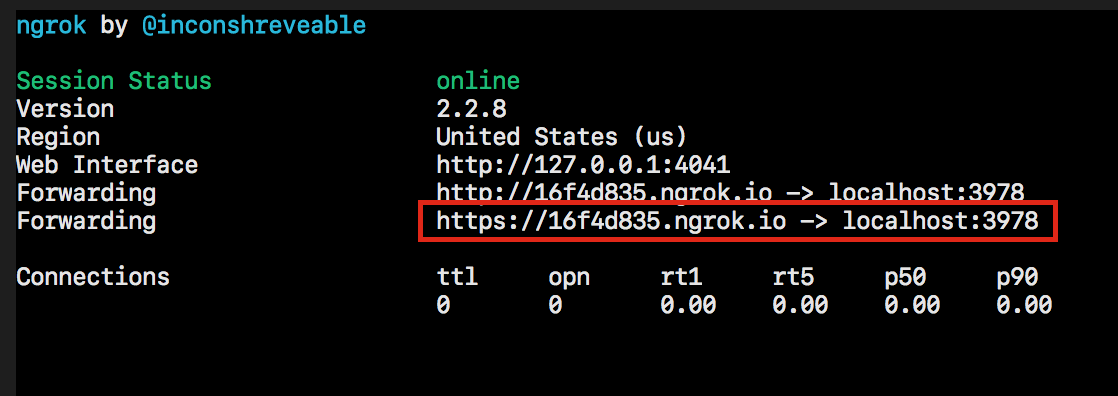 ngrok by @inconshreveable
Session Status online
Version 2.2.8
Region United States (us)
Web Interface http://127.0.0.1:4041
Forwarding http://16f4d835.ngrok.io -> localhost:3978
Forwarding https://16f4d835.ngrok.io -> localhost:3978
Connections ttl opn rt1 rt5 p50 p90
0 0 0.00 0.00 0.00 0.00